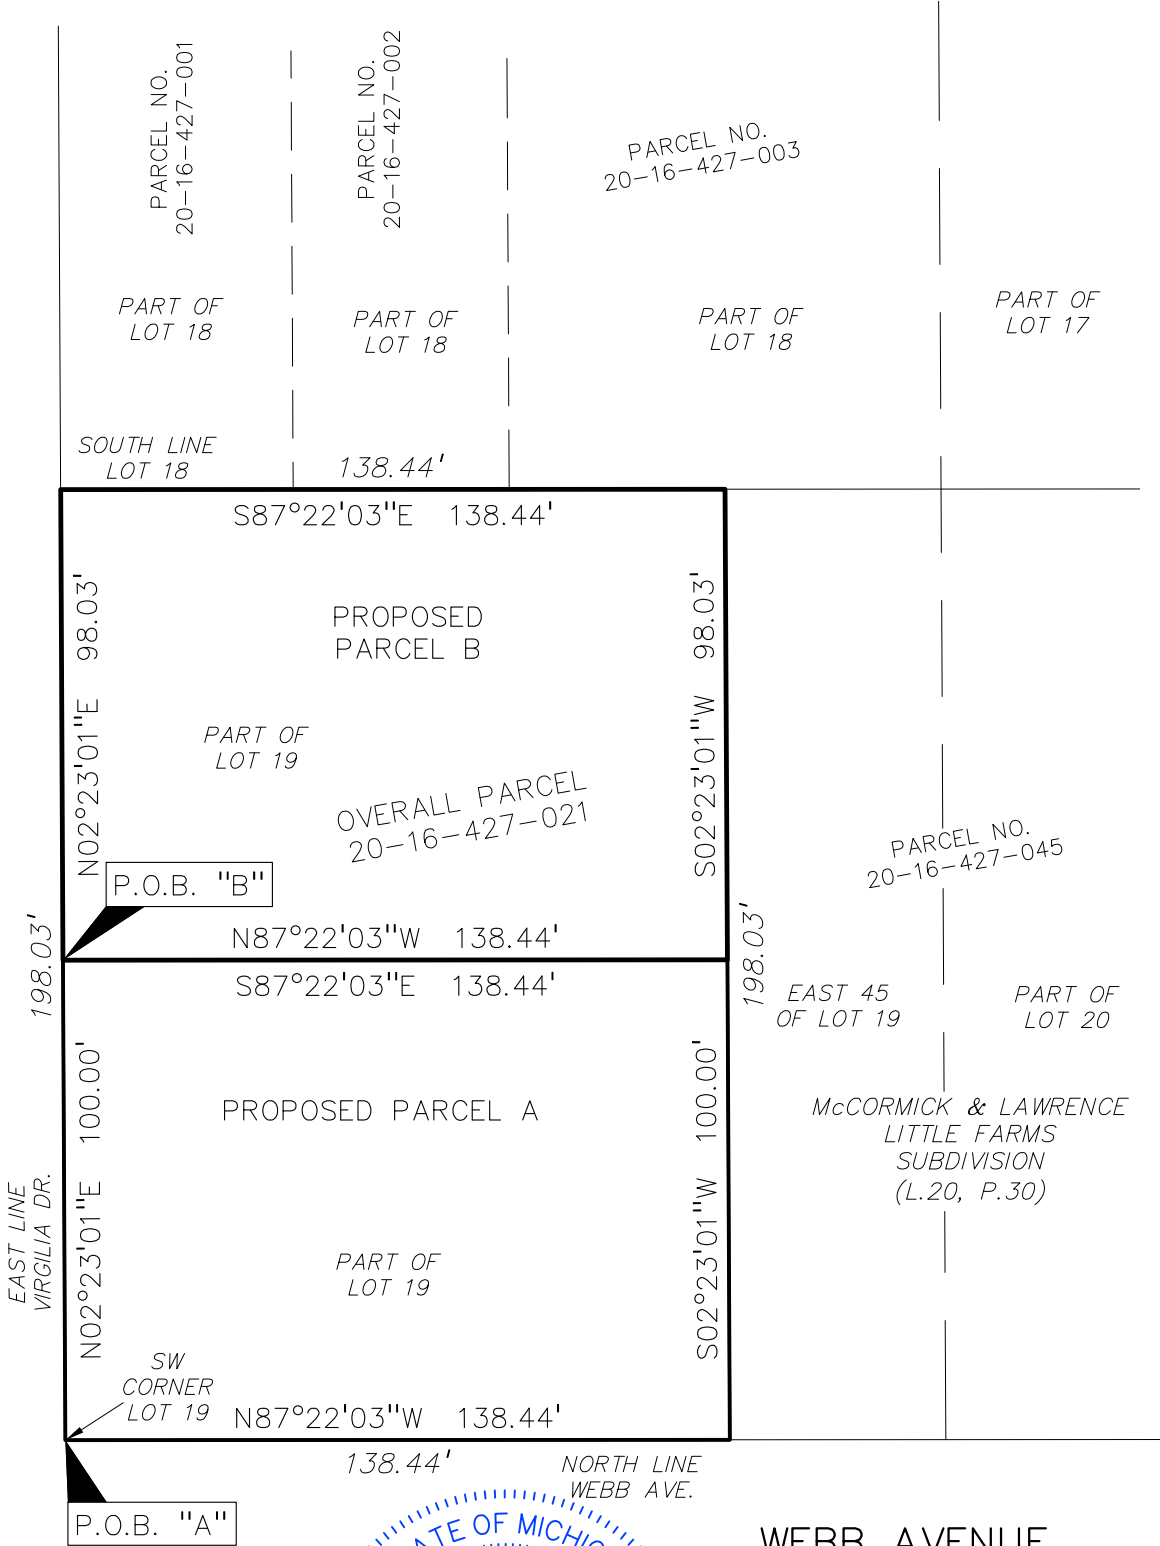 PARCEL NO.
20-16-427-001
PARCEL NO.
20-16-427-002
PARCEL NO.
20-16-427-003
PART OF
LOT 18
PART OF
LOT 18
PART OF
LOT 18
PART OF
LOT 17
SOUTH LINE
LOT 18
138.44'
S87°22'03"E 138.44'
N02°23'01"E 98.03'
PROPOSED
PARCEL B
S02°23'01"W 98.03'
PART OF
LOT 19
OVERALL PARCEL
20-16-427-021
PARCEL NO.
20-16-427-045
P.O.B. "B"
N87°22'03"W 138.44'
198.03'
198.03'
S87°22'03"E 138.44'
EAST 45
OF LOT 19
PART OF
LOT 20
N02°23'01"E 100.00'
PROPOSED PARCEL A
S02°23'01"W 100.00'
McCORMICK & LAWRENCE
LITTLE FARMS
SUBDIVISION
(L.20, P.30)
EAST LINE
VIRGILIA DR.
PART OF
LOT 19
SW
CORNER
LOT 19
N87°22'03"W 138.44'
138.44'
NORTH LINE
WEBB AVE.
P.O.B. "A"
OF
WEBB AVENUE